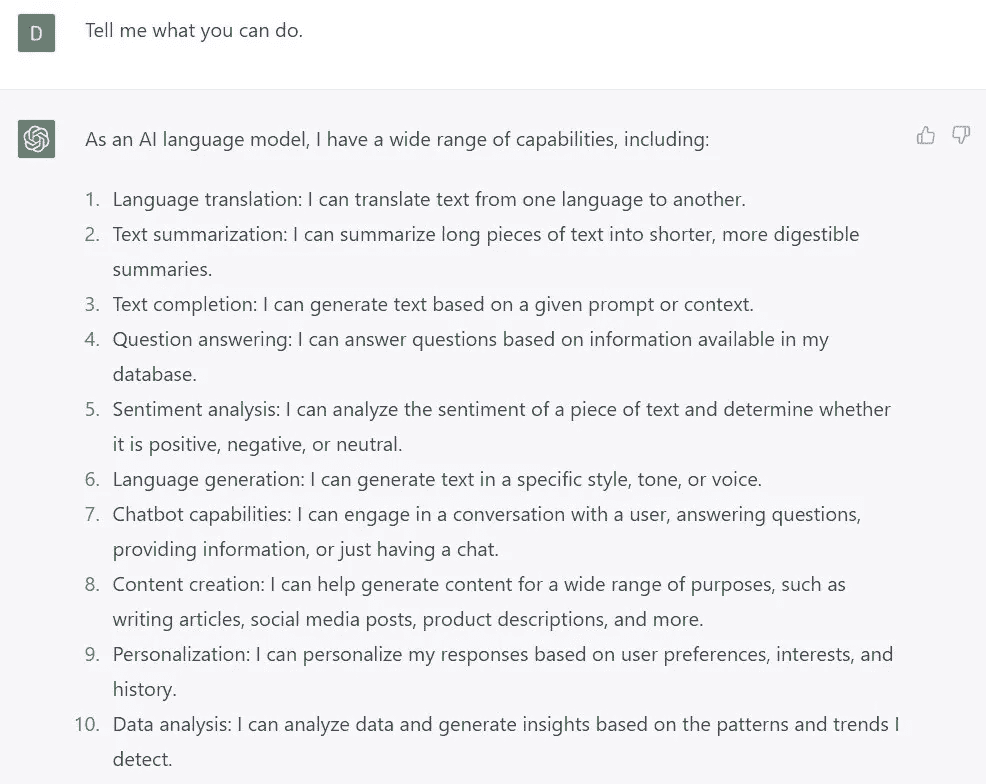 D
Tell me what you can do.
As an AI language model, I have a wide range of capabilities, including:
1. Language translation: I can translate text from one language to another.
2. Text summarization: I can summarize long pieces of text into shorter, more digestible
summaries.
3. Text completion: I can generate text based on a given prompt or context.
4. Question answering: I can answer questions based on information available in my
database.
5. Sentiment analysis: I can analyze the sentiment of a piece of text and determine whether
it is positive, negative, or neutral.
6. Language generation: I can generate text in a specific style, tone, or voice.
7. Chatbot capabilities: I can engage in a conversation with a user, answering questions,
providing information, or just having a chat.
8. Content creation: I can help generate content for a wide range of purposes, such as
writing articles, social media posts, product descriptions, and more.
9. Personalization: I can personalize my responses based on user preferences, interests, and
history.
10. Data analysis: I can analyze data and generate insights based on the patterns and trends I
detect.